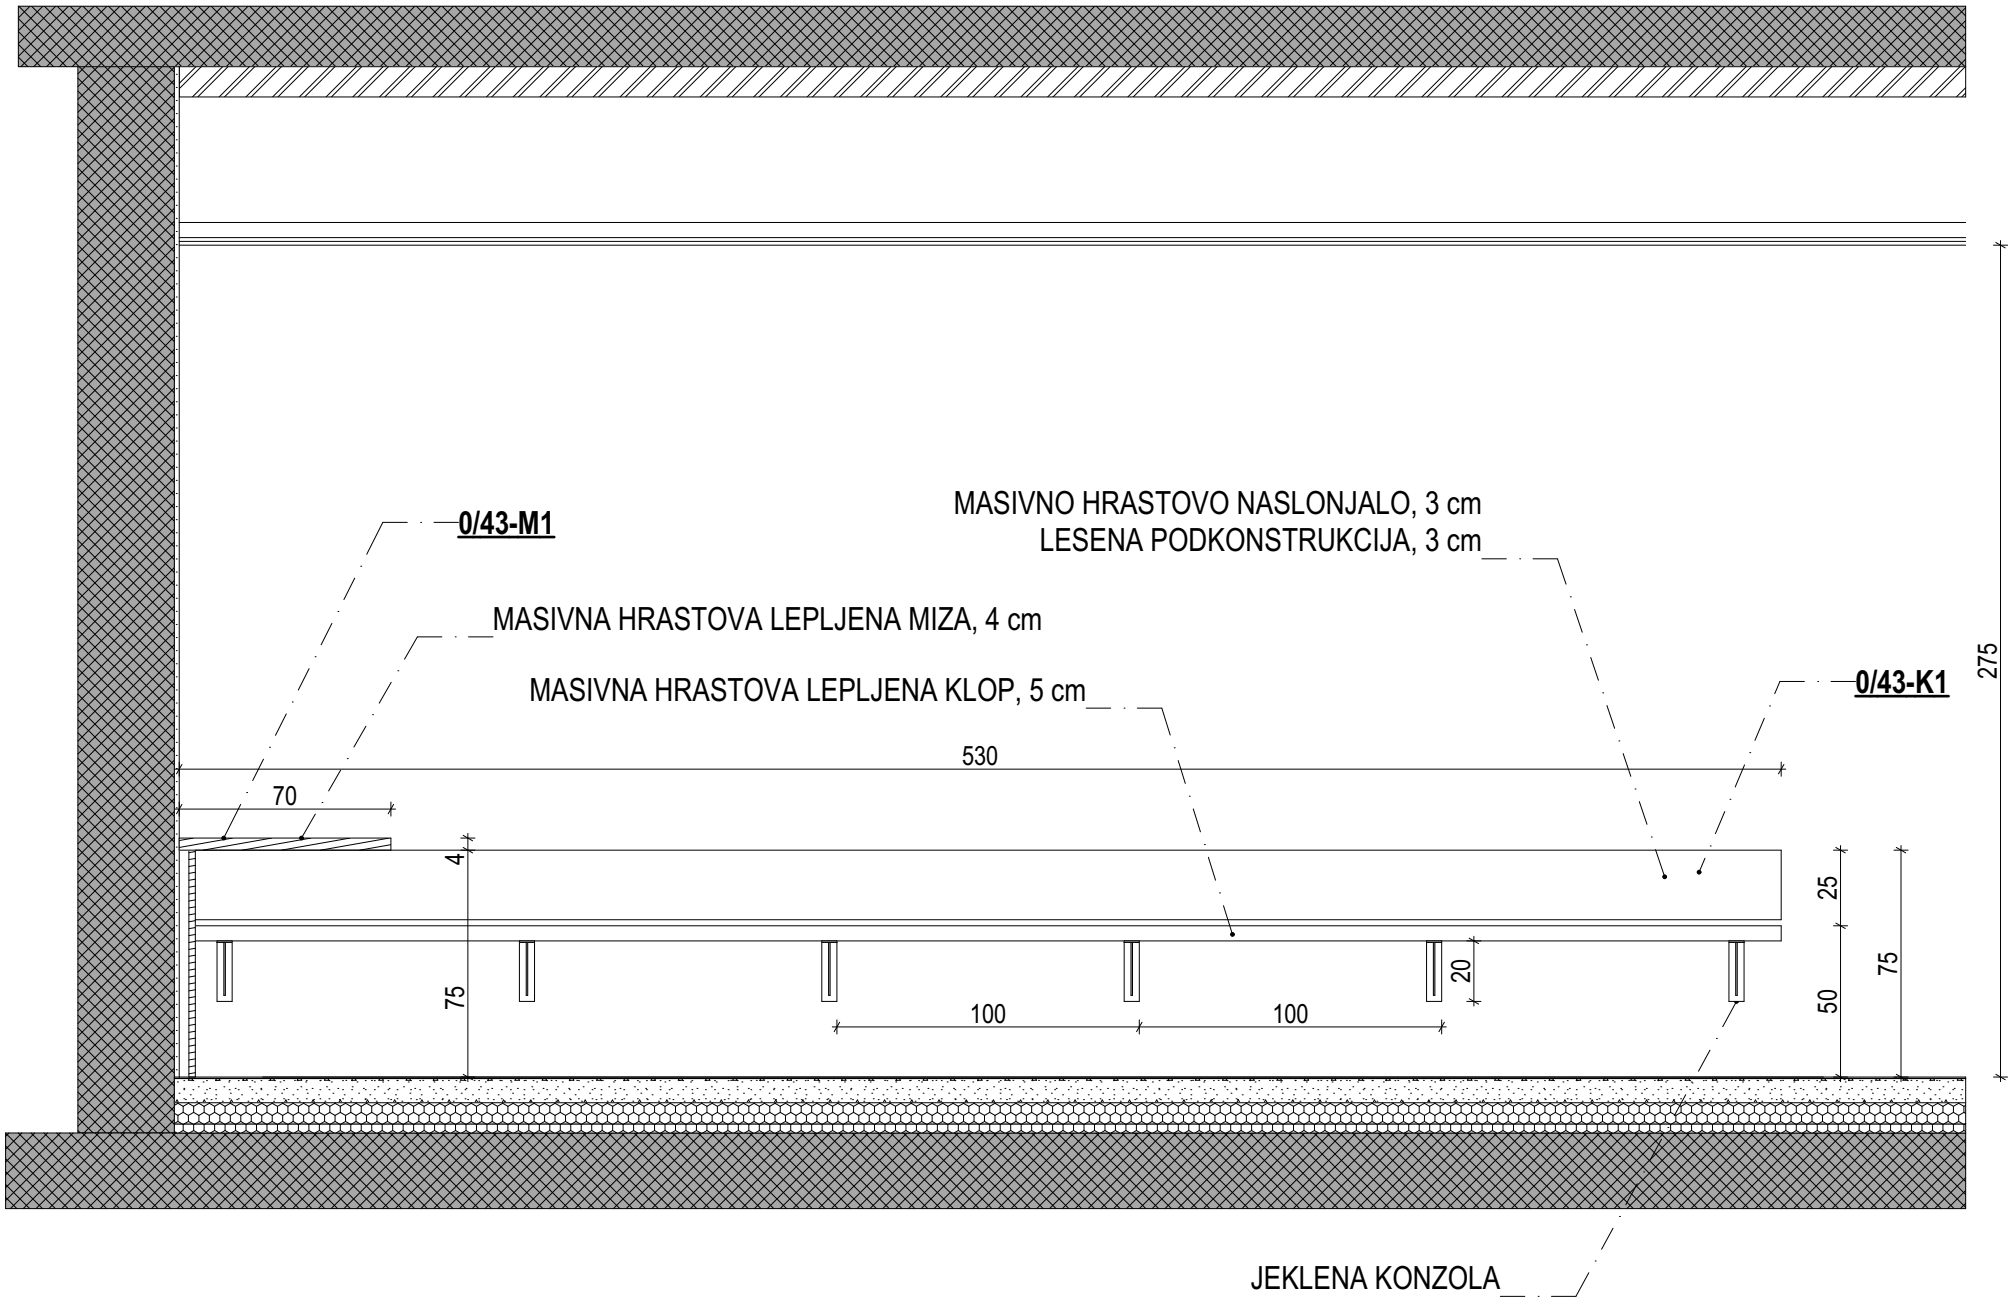 MASIVNO HRASTOVO NASLONJALO, 3 cm
LESENA PODKONSTRUKCIJA, 3 cm
0/43-M1
MASIVNA HRASTOVA LEPLJENA MIZA, 4 cm
MASIVNA HRASTOVA LEPLJENA KLOP, 5 cm
0/43-K1
275
530
70
4
25
75
20
75
50
100
100
JEKLENA KONZOLA